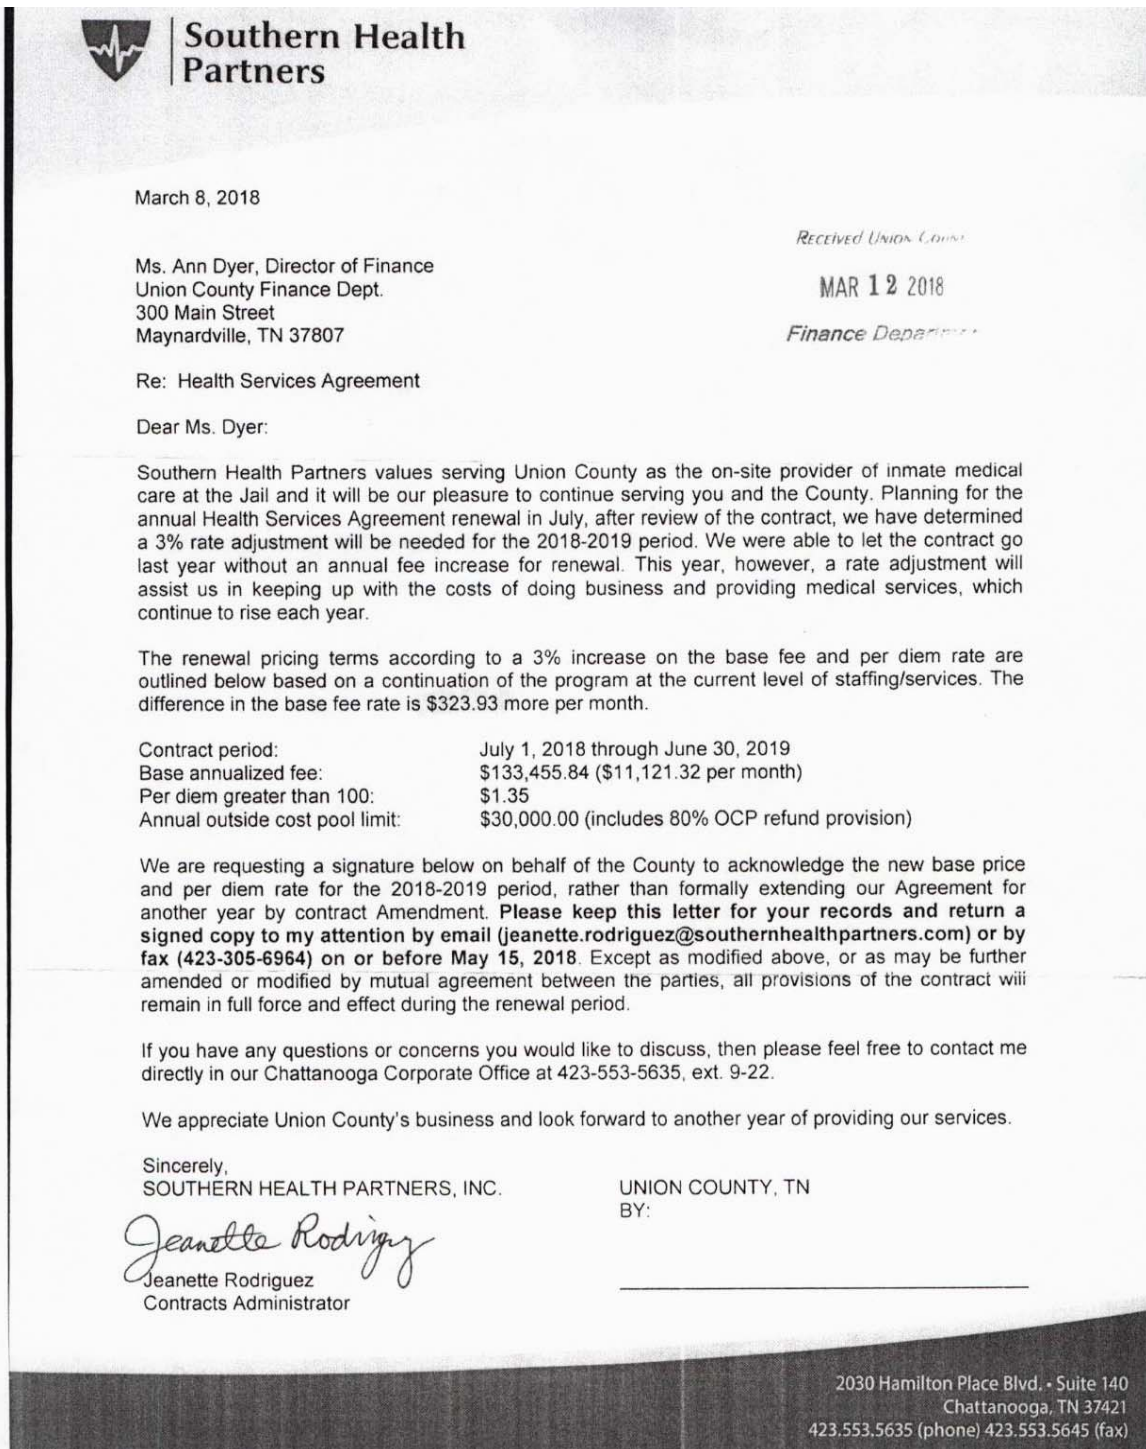 Southern Health
Partners
March 8, 2018
RECEIVED UNION
Ms. Ann Dyer, Director of Finance
Union County Finance Dept.
300 Main Street
Maynardville, TN 37807
MAR 12 2018
Finance
Re: Health Services Agreement
Dear Ms. Dyer:
Southern Health Partners values serving Union County as the on-site provider of inmate medical
care at the Jail and it will be our pleasure to continue serving you and the County. Planning for the
annual Health Services Agreement renewal in July, after review of the contract, we have determined
a 3% rate adjustment will be needed for the 2018-2019 period. We were able to let the contract go
last year without an annual fee increase for renewal. This year, however, a rate adjustment will
assist us in keeping up with the costs of doing business and providing medical services, which
continue to rise each year.
The renewal pricing terms according to a 3% increase on the base fee and per diem rate are
outlined below based on a continuation of the program at the current level of staffing/services. The
difference in the base fee rate is $323.93 more per month.
Contract period: July 1, 2018 through June 30, 2019
Base annualized fee: $133,455.84 ($11,121.32 per month)
Per diem greater than 100: $1.35
Annual outside cost pool limit: $30,000.00 (includes 80% OCP refund provision)
We are requesting a signature below on behalf of the County to acknowledge the new base price
and per diem rate for the 2018-2019 period, rather than formally extending our Agreement for
another year by contract Amendment. Please keep this letter for your records and return a
signed copy to my attention by email (jeanette.rodriguez@southernhealthpartners.com) or by
fax (423-305-6964) on or before May 15, 2018. Except as modified above, or as may be further
amended or modified by mutual agreement between the parties, all provisions of the contract will
remain in full force and effect during the renewal period.
If you have any questions or concerns you would like to discuss, then please feel free to contact me
directly in our Chattanooga Corporate Office at 423-553-5635, ext. 9-22.
We appreciate Union County's business and look forward to another year of providing our services.
Sincerely,
SOUTHERN HEALTH PARTNERS, INC.
UNION COUNTY, TN
BY:
Jeanette Rodriguez
Jeanette Rodriguez
Contracts Administrator
2030 Hamilton Place Blvd. • Suite 140
Chattanooga, TN 37421
423.553.5635 (phone) 423.553.5645 (fax)